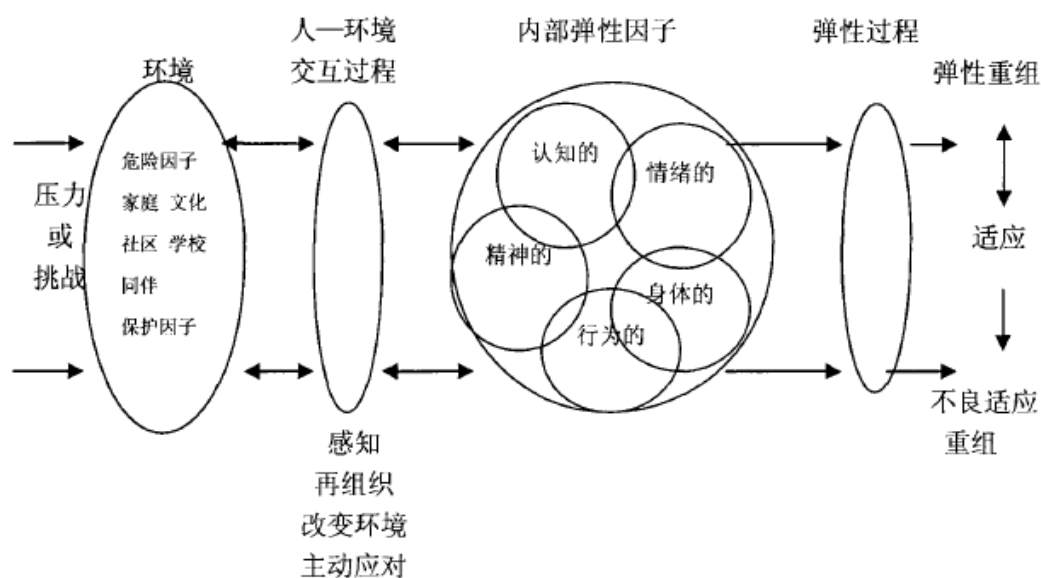 人—环境
交互过程
内部弹性因子
弹性过程
环境
弹性重组
危险因子
家庭 文化
社区 学校
同伴
保护因子
压力
或
挑战
认知的
情绪的
精神的
身体的
行为的
适应
不良适应
重组
感知
再组织
改变环境
主动应对